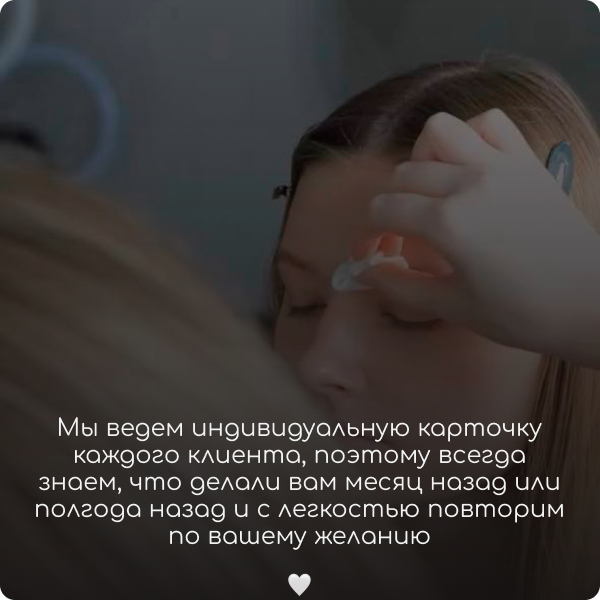 Мы ведем индивидуальную карточку
каждого клиента, поэтому всегда
знаем, что делали вам месяц назад или
полгода назад и с легкостью повторим
по вашему желанию
🤍